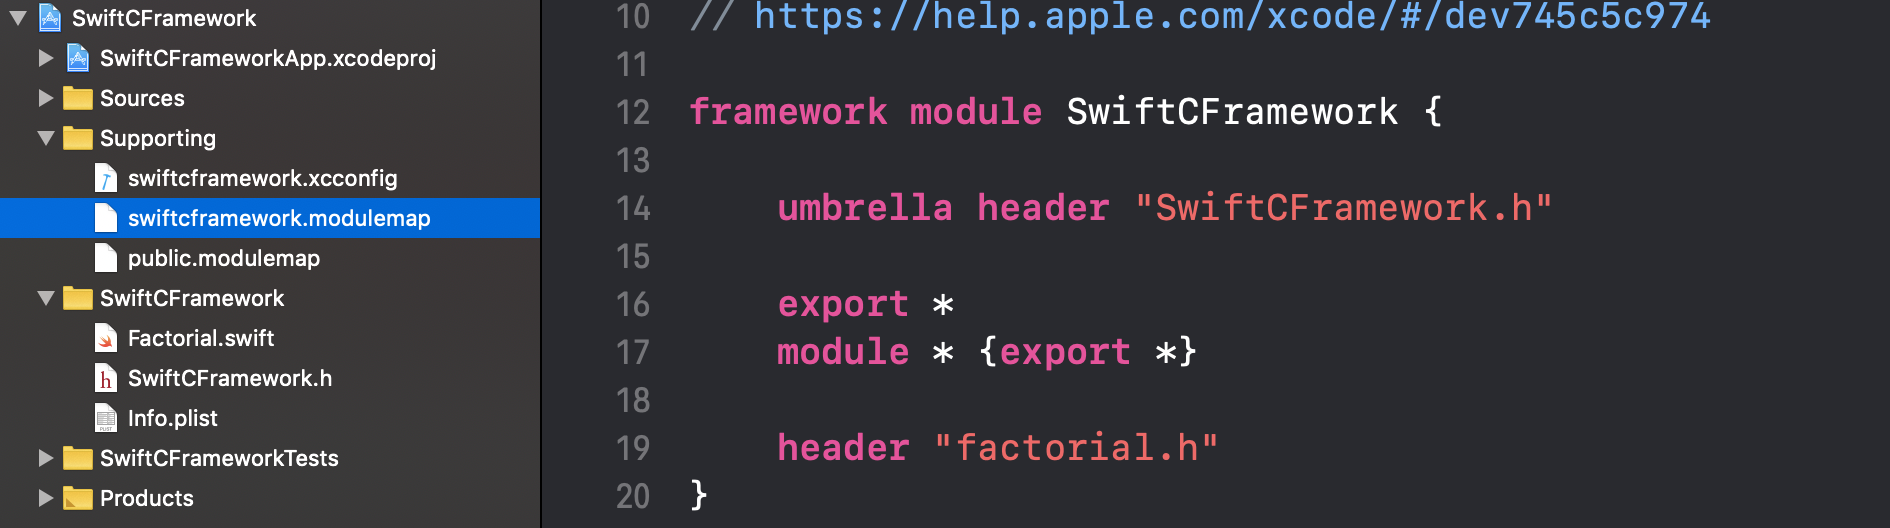 SwiftCFramework
SwiftCFrameworkApp.xcodeproj
Sources
Supporting
swiftcframework.xcconfig
swiftcframework.modulemap
public.modulemap
SwiftCFramework
Factorial.swift
h SwiftCFramework.h
PLIST Info.plist
SwiftCFrameworkTests
Products
10 // https://help.apple.com/xcode/#/dev745c5c974
11
12 framework module SwiftCFramework {
13
14 umbrella header "SwiftCFramework.h"
15
16 export *
17 module * {export *}
18
19 header "factorial.h"
20 }